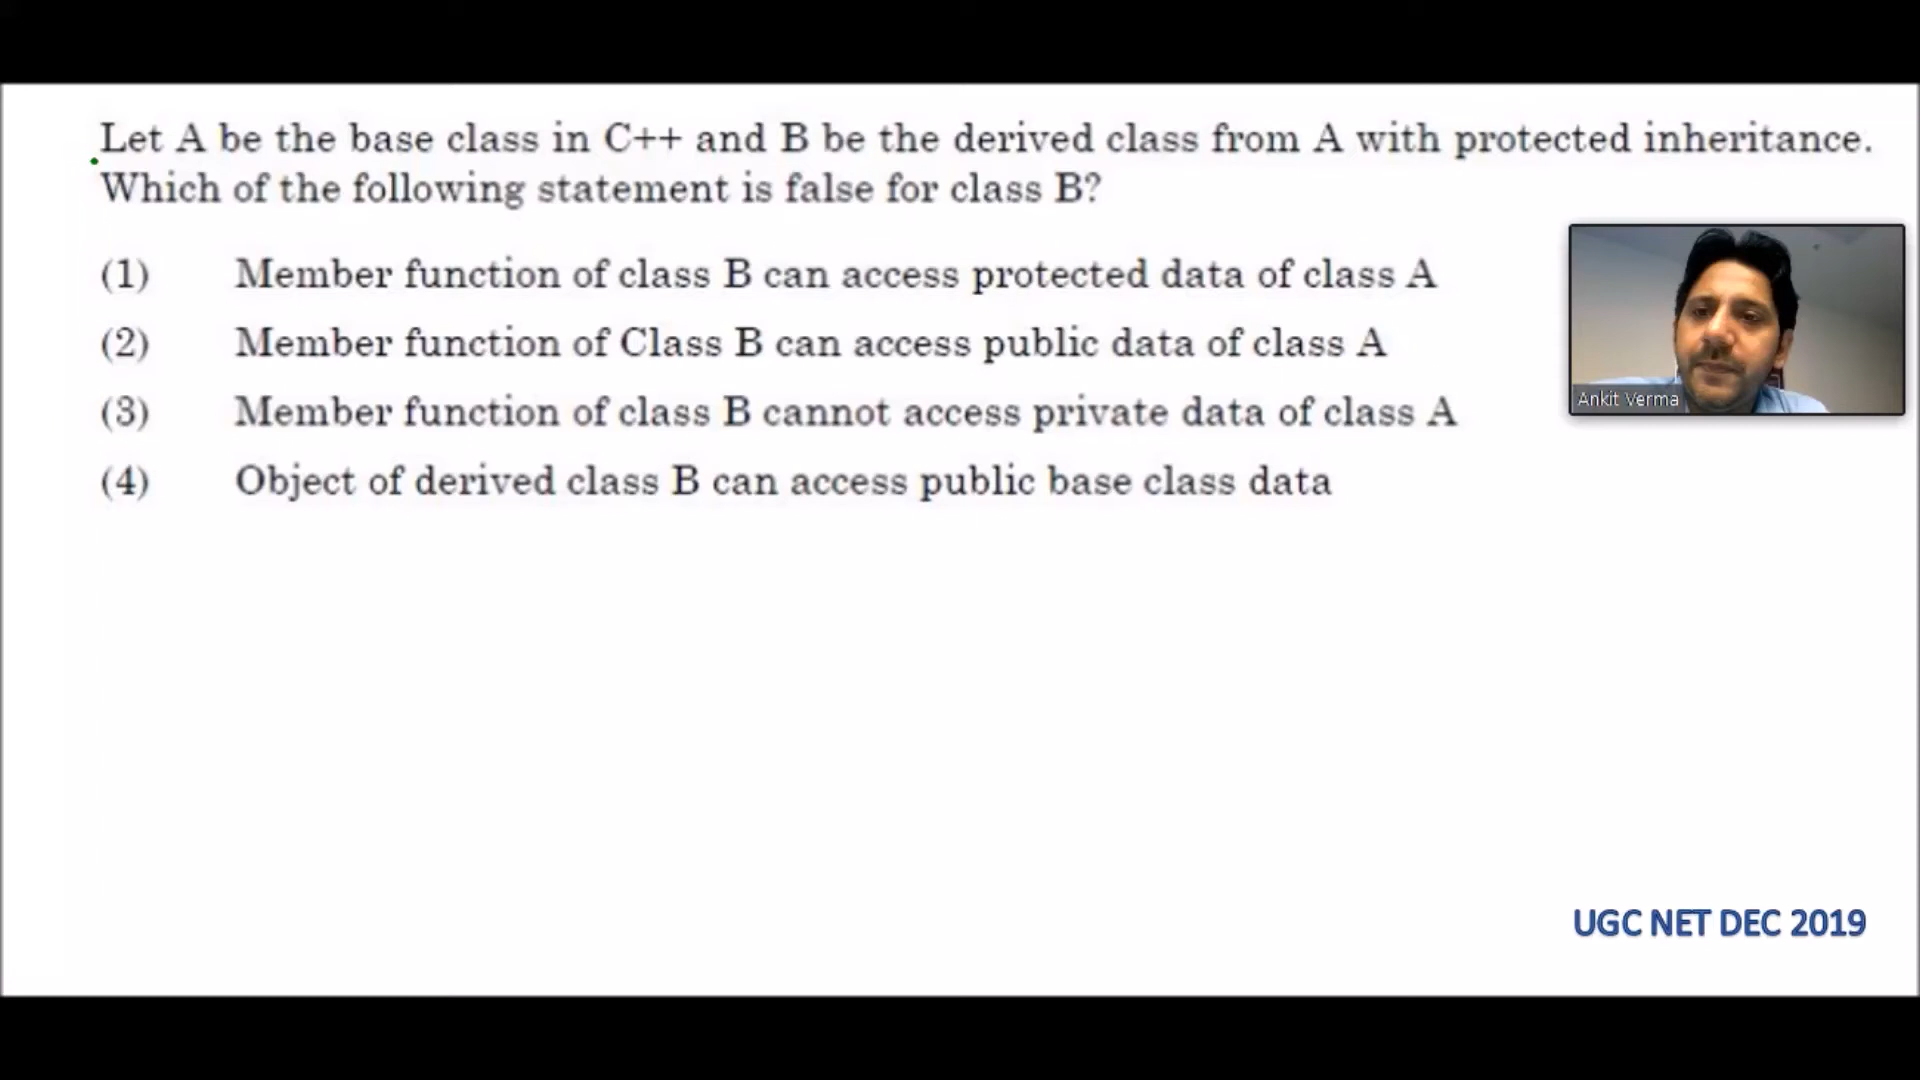 Let A be the base class in C++ and B be the derived class from A with protected inheritance.
Which of the following statement is false for class B?
(1) Member function of class B can access protected data of class A
(2) Member function of Class B can access public data of class A
(3) Member function of class B cannot access private data of class A
(4) Object of derived class B can access public base class data
Ankit Verma
UGC NET DEC 2019